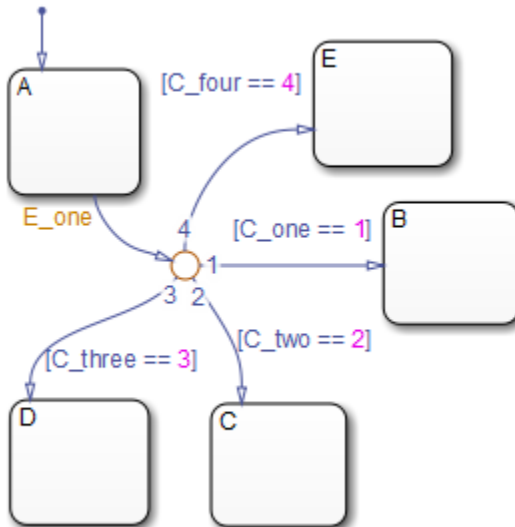 A
E
[C_four == 4]
E_one
4
[C_one == 1]
B
1
3
2
[C_two == 2]
[C_three == 3]
D
C